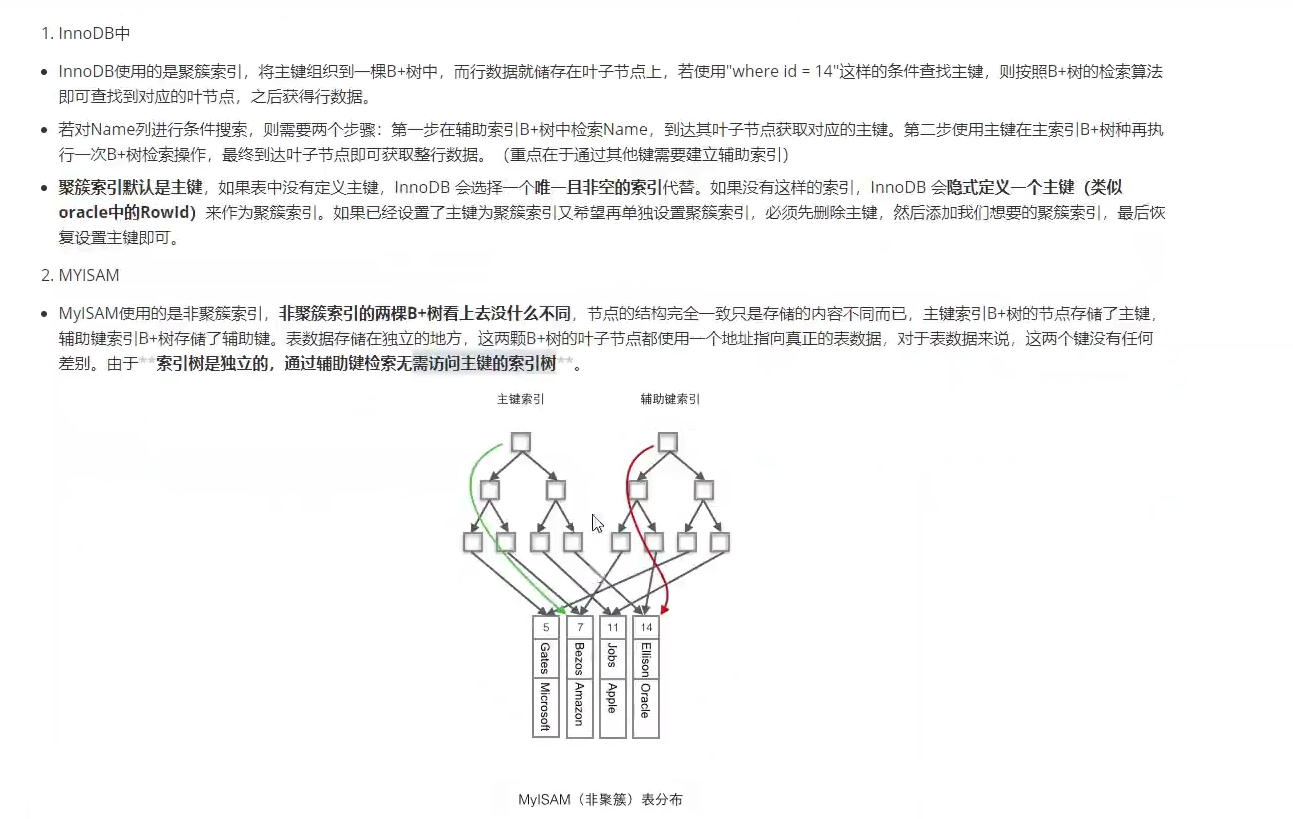 1. InnoDB中
• InnoDB使用的是聚簇索引，将主键组织到一棵B+树中，而行数据就储存在叶子节点上，若使用"where id = 14"这样的条件查找主键，则按照B+树的检索算法
即可查找到对应的叶节点，之后获得行数据。
• 若对Name列进行条件搜索，则需要两个步骤：第一步在辅助索引B+树中检索Name，到达其叶子节点获取对应的主键。第二步使用主键在主索引B+树种再执
行一次B+树检索操作，最终到达叶子节点即可获取整行数据。（重点在于通过其他键需要建立辅助索引）
• 聚簇索引默认是主键，如果表中没有定义主键，InnoDB 会选择一个唯一且非空的索引代替。如果没有这样的索引，InnoDB 会隐式定义一个主键（类似
oracle中的RowId）来作为聚簇索引。如果已经设置了主键为聚簇索引又希望再单独设置聚簇索引，必须先删除主键，然后添加我们想要的聚簇索引，最后恢
复设置主键即可。
2. MYISAM
• MyISAM使用的是非聚簇索引，非聚簇索引的两棵B+树看上去没什么不同，节点的结构完全一致只是存储的内容不同而已，主键索引B+树的节点存储了主键，
辅助键索引B+树存储了辅助键。表数据存储在独立的地方，这两颗B+树的叶子节点都使用一个地址指向真正的表数据，对于表数据来说，这两个键没有任何
差别。由于**索引树是独立的，通过辅助键检索无需访问主键的索引树**。
主键索引 辅助键索引
5 7 11 14
Gates Bezos Jobs Ellison
Microsoft Amazon Apple Oracle
MyISAM（非聚簇）表分布